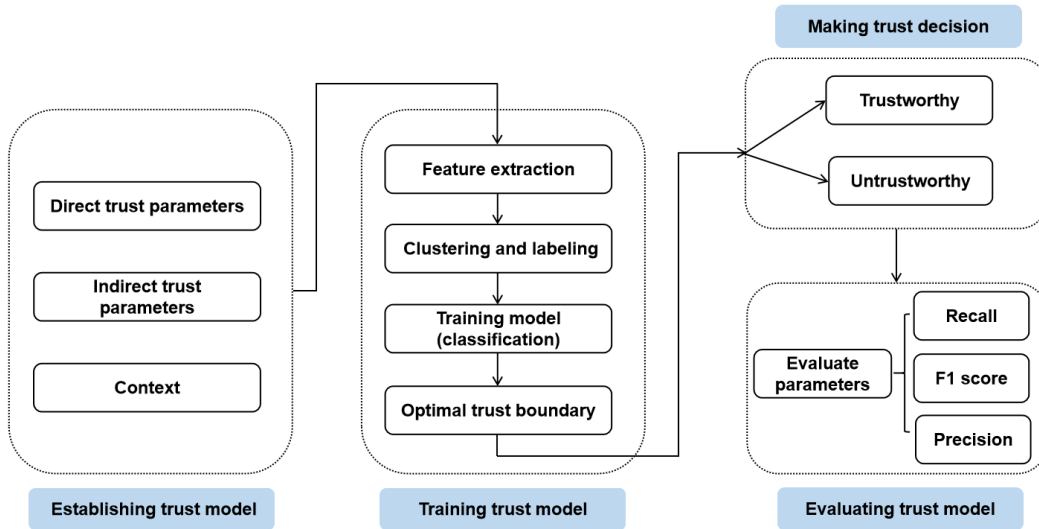 Direct trust parameters
Indirect trust
parameters
Context
Establishing trust model
Feature extraction
Clustering and labeling
Training model
(classification)
Optimal trust boundary
Training trust model
Making trust decision
Trustworthy
Untrustworthy
Evaluate
parameters
Recall
F1 score
Precision
Evaluating trust model